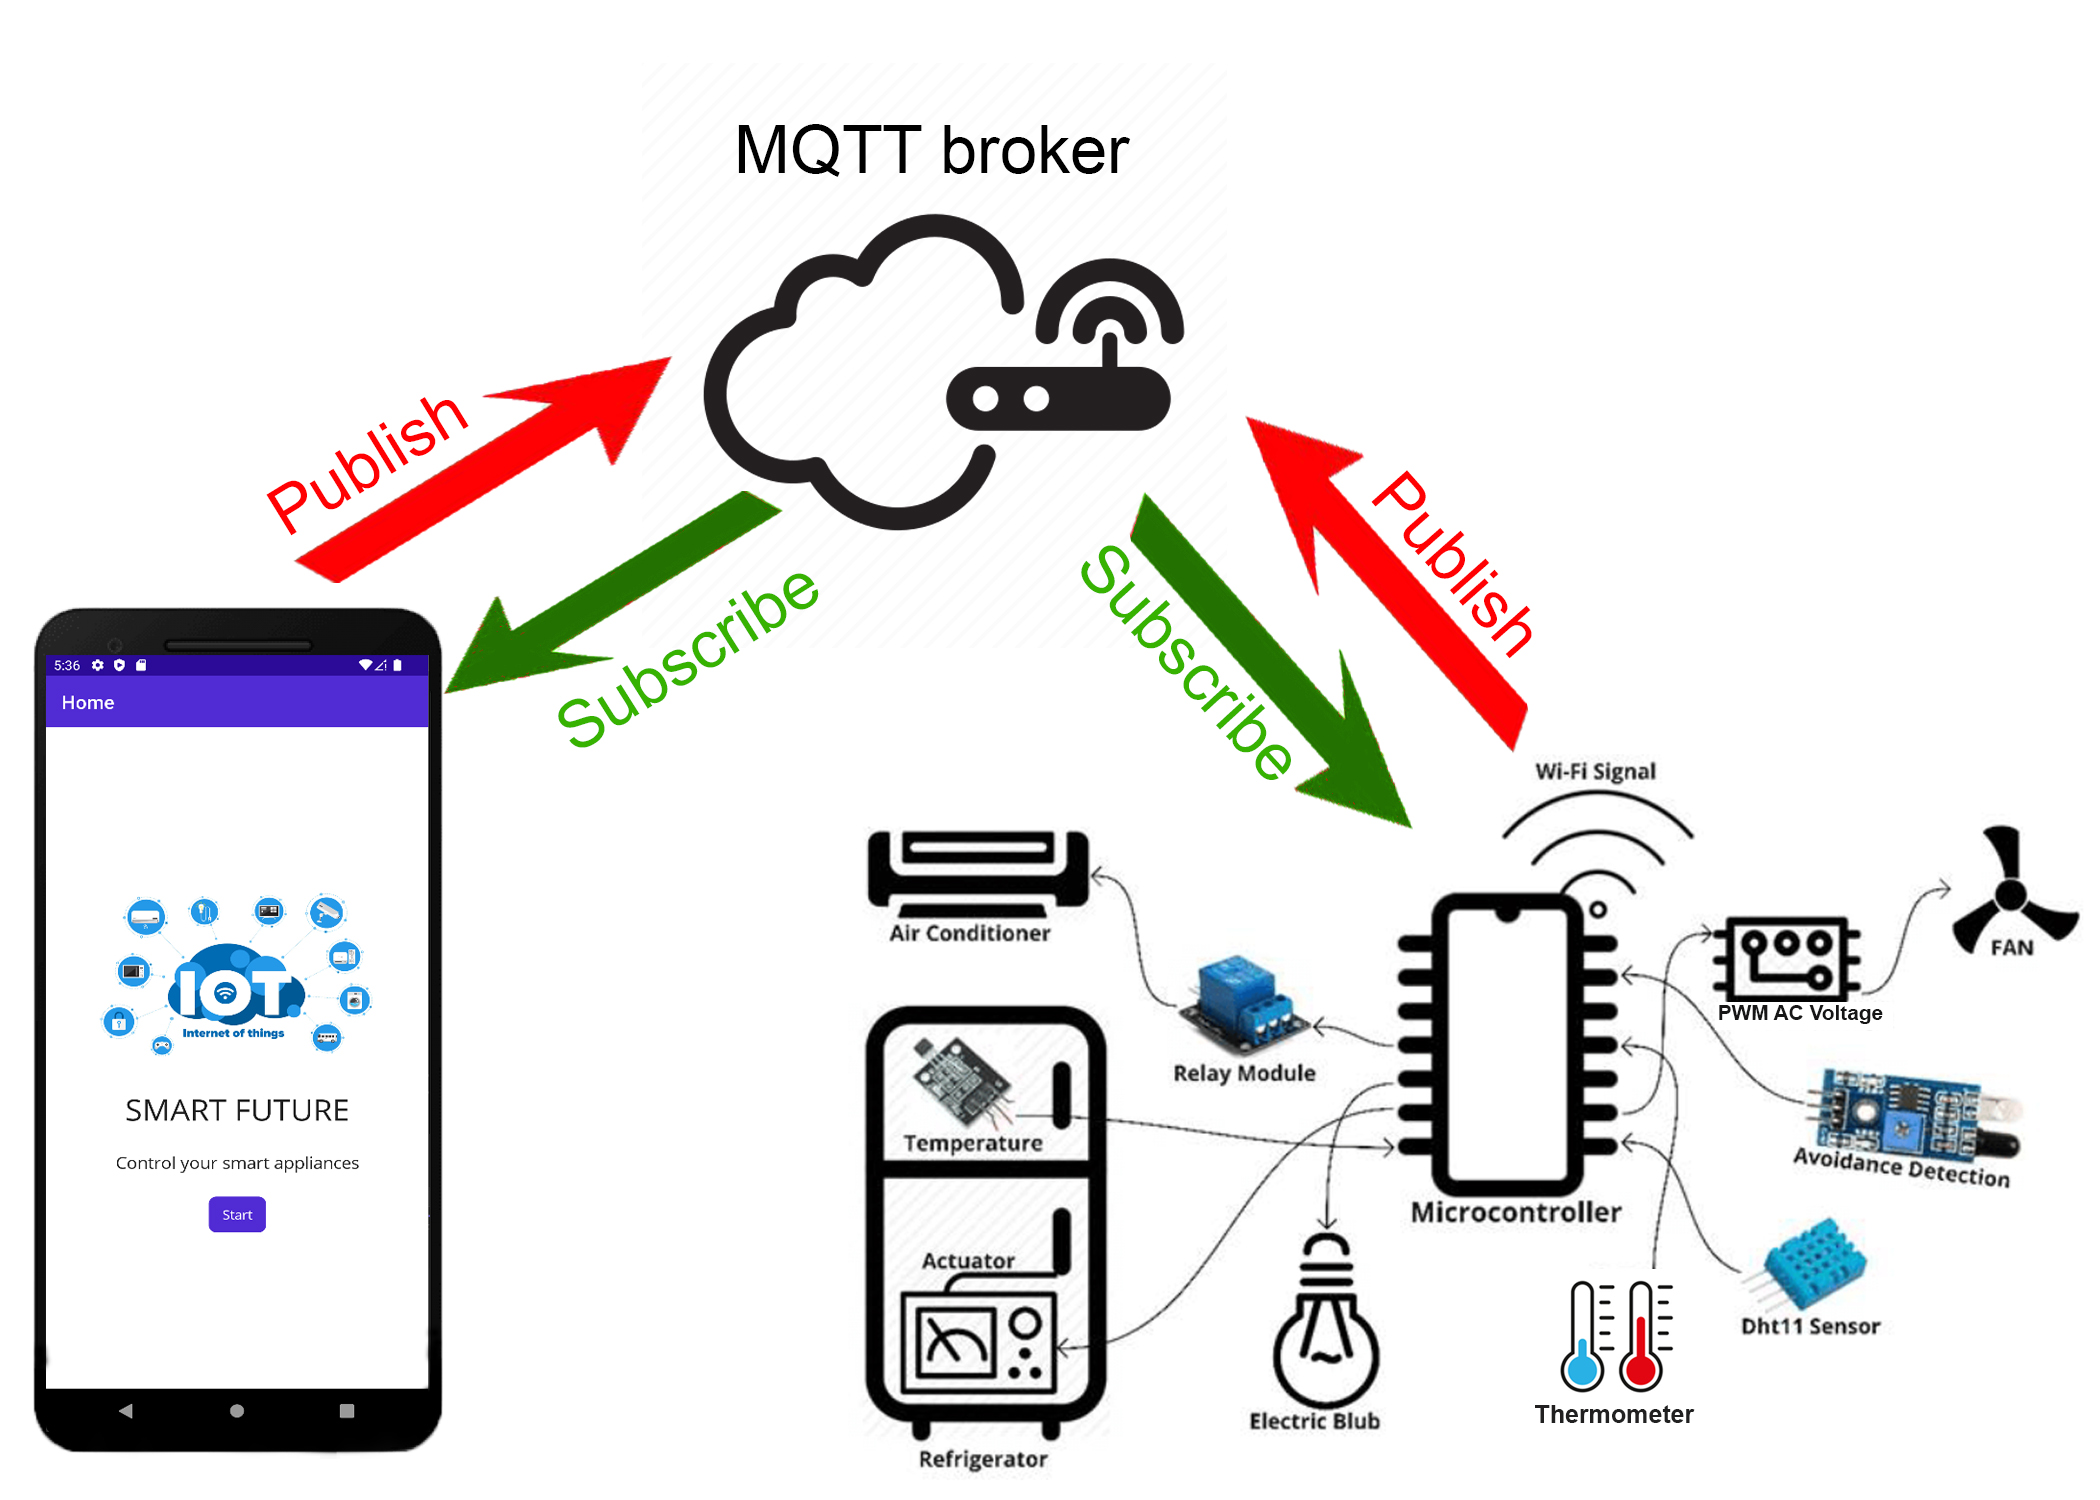 MQTT broker
Publish
Subscribe
Subscribe
Publish
5:36
Home
IOT
Internet of things
SMART FUTURE
Control your smart appliances
Start
Wi-Fi Signal
Air Conditioner
FAN
PWM AC Voltage
Relay Module
Temperature
Avoidance Detection
Microcontroller
Actuator
Dht11 Sensor
Thermometer
Electric Blub
Refrigerator